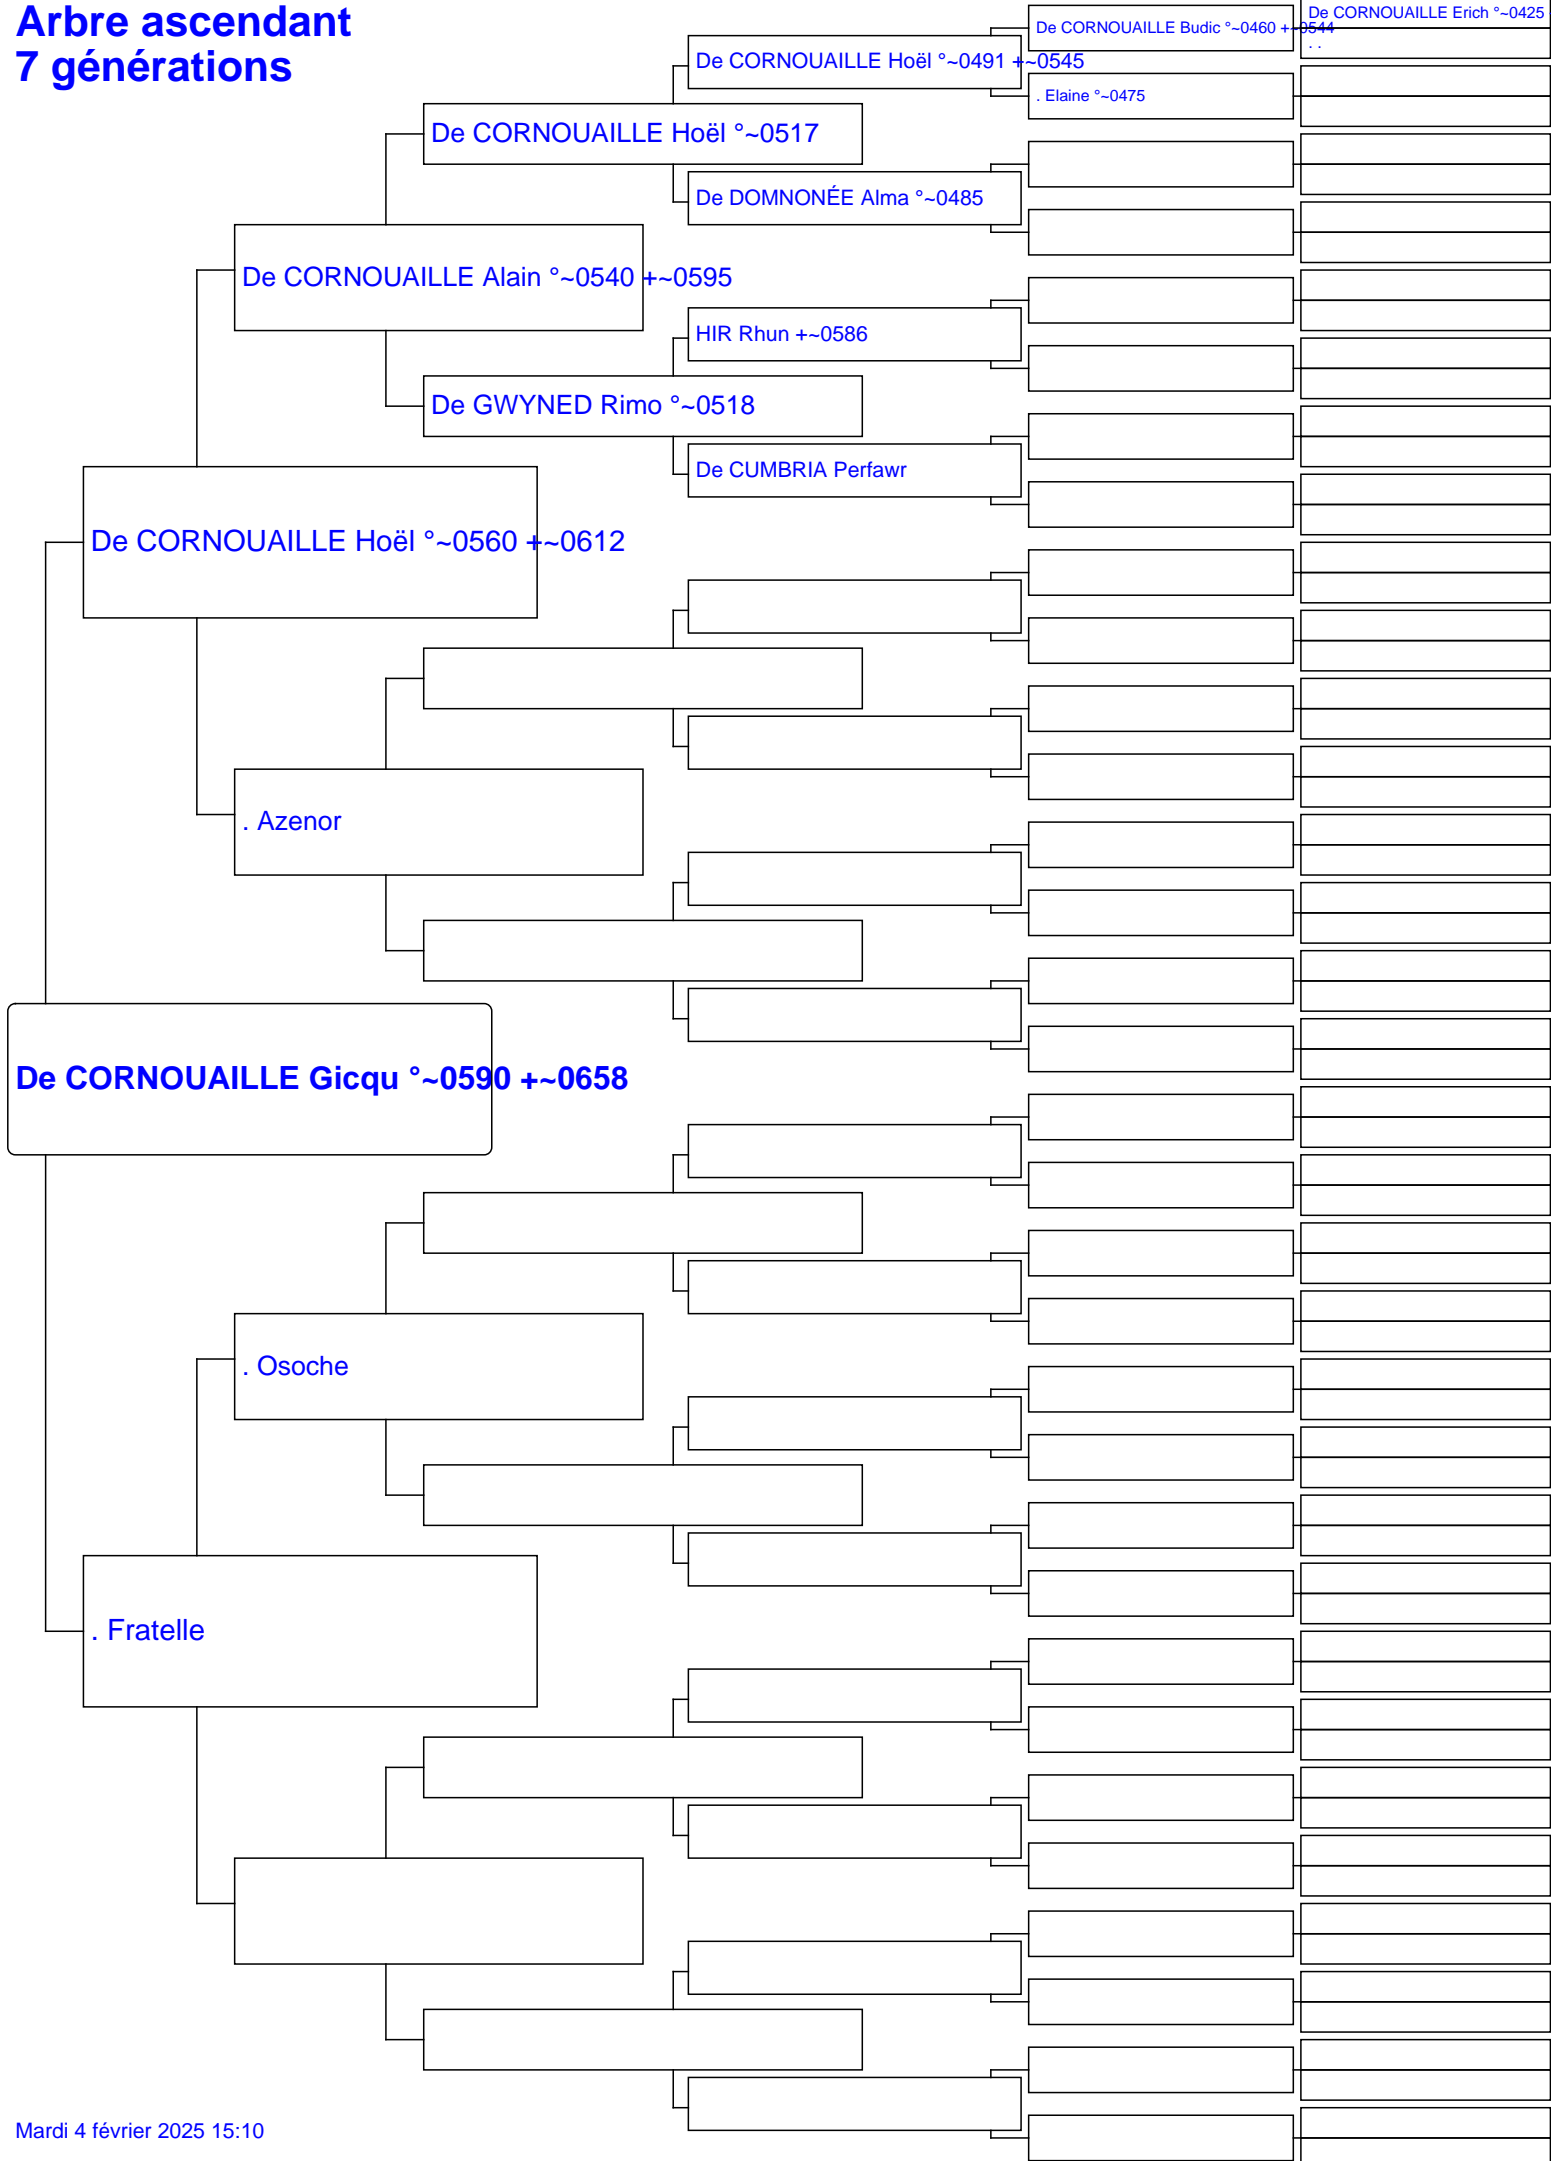 Arbre ascendant
7 générations
De CORNOUAILLE Erich °~0425
De CORNOUAILLE Budic °~0460 +~0544
. .
De CORNOUAILLE Hoël °~0491 +~0545
. Elaine °~0475
De CORNOUAILLE Hoël °~0517
De DOMNONÉE Alma °~0485
De CORNOUAILLE Alain °~0540 +~0595
HIR Rhun +~0586
De GWYNED Rimo °~0518
De CUMBRIA Perfawr
De CORNOUAILLE Hoël °~0560 +~0612
. Azenor
De CORNOUAILLE Gicqu °~0590 +~0658
. Osoche
. Fratelle
Mardi 4 février 2025 15:10